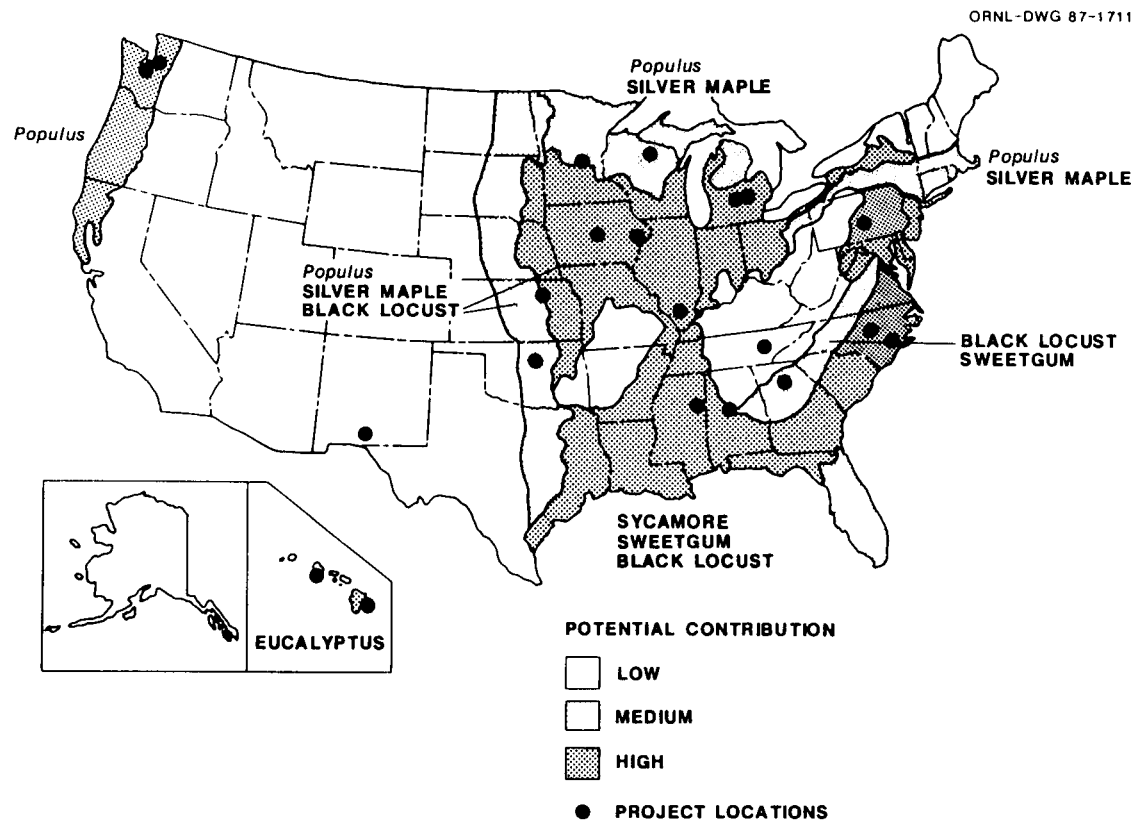 ORNL-DWG 87-1711
Populus
SILVER MAPLE
Populus
Populus
SILVER MAPLE
Populus
SILVER MAPLE
BLACK LOCUST
BLACK LOCUST
SWEETGUM
SYCAMORE
SWEETGUM
BLACK LOCUST
EUCALYPTUS
POTENTIAL CONTRIBUTION
LOW
MEDIUM
HIGH
PROJECT LOCATIONS